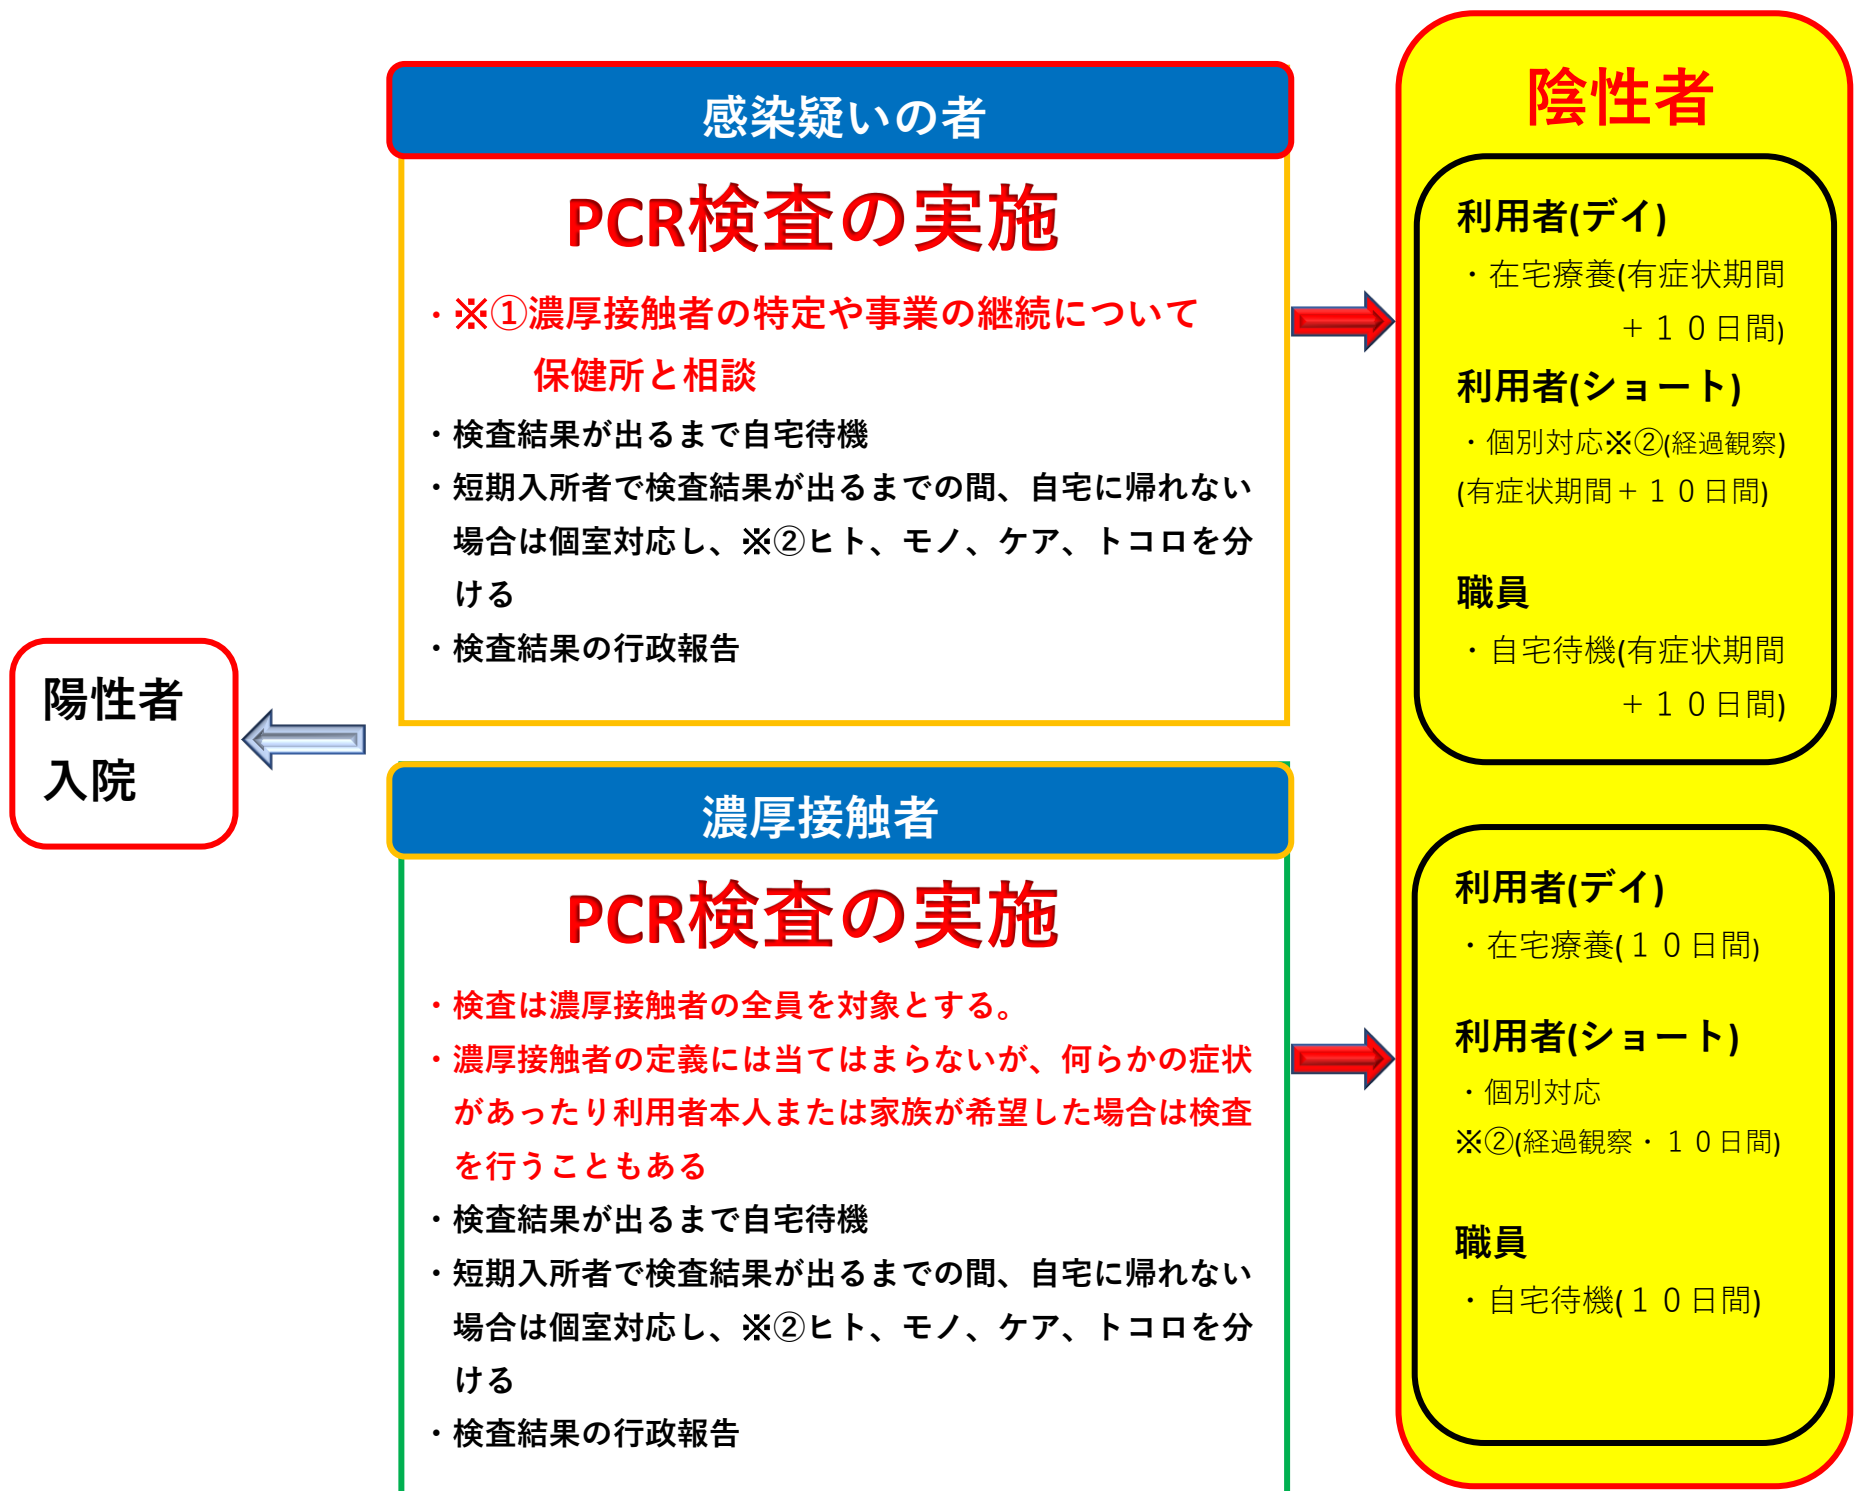 感染疑いの者
PCR検査の実施
・※①濃厚接触者の特定や事業の継続について
保健所と相談
・検査結果が出るまで自宅待機
・短期入所者で検査結果が出るまでの間、自宅に帰れない
場合は個室対応し、※②ヒト、モノ、ケア、トコロを分
ける
・検査結果の行政報告
陽性者
入院
濃厚接触者
PCR検査の実施
・検査は濃厚接触者の全員を対象とする。
・濃厚接触者の定義には当てはまらないが、何らかの症状
があったり利用者本人または家族が希望した場合は検査
を行うこともある
・検査結果が出るまで自宅待機
・短期入所者で検査結果が出るまでの間、自宅に帰れない
場合は個室対応し、※②ヒト、モノ、ケア、トコロを分
ける
・検査結果の行政報告
陰性者
利用者(デイ)
・在宅療養(有症状期間
＋１０日間)
利用者(ショート)
・個別対応※②(経過観察)
(有症状期間＋１０日間)
職員
・自宅待機(有症状期間
＋１０日間)
利用者(デイ)
・在宅療養(１０日間)
利用者(ショート)
・個別対応
※②(経過観察・１０日間)
職員
・自宅待機(１０日間)